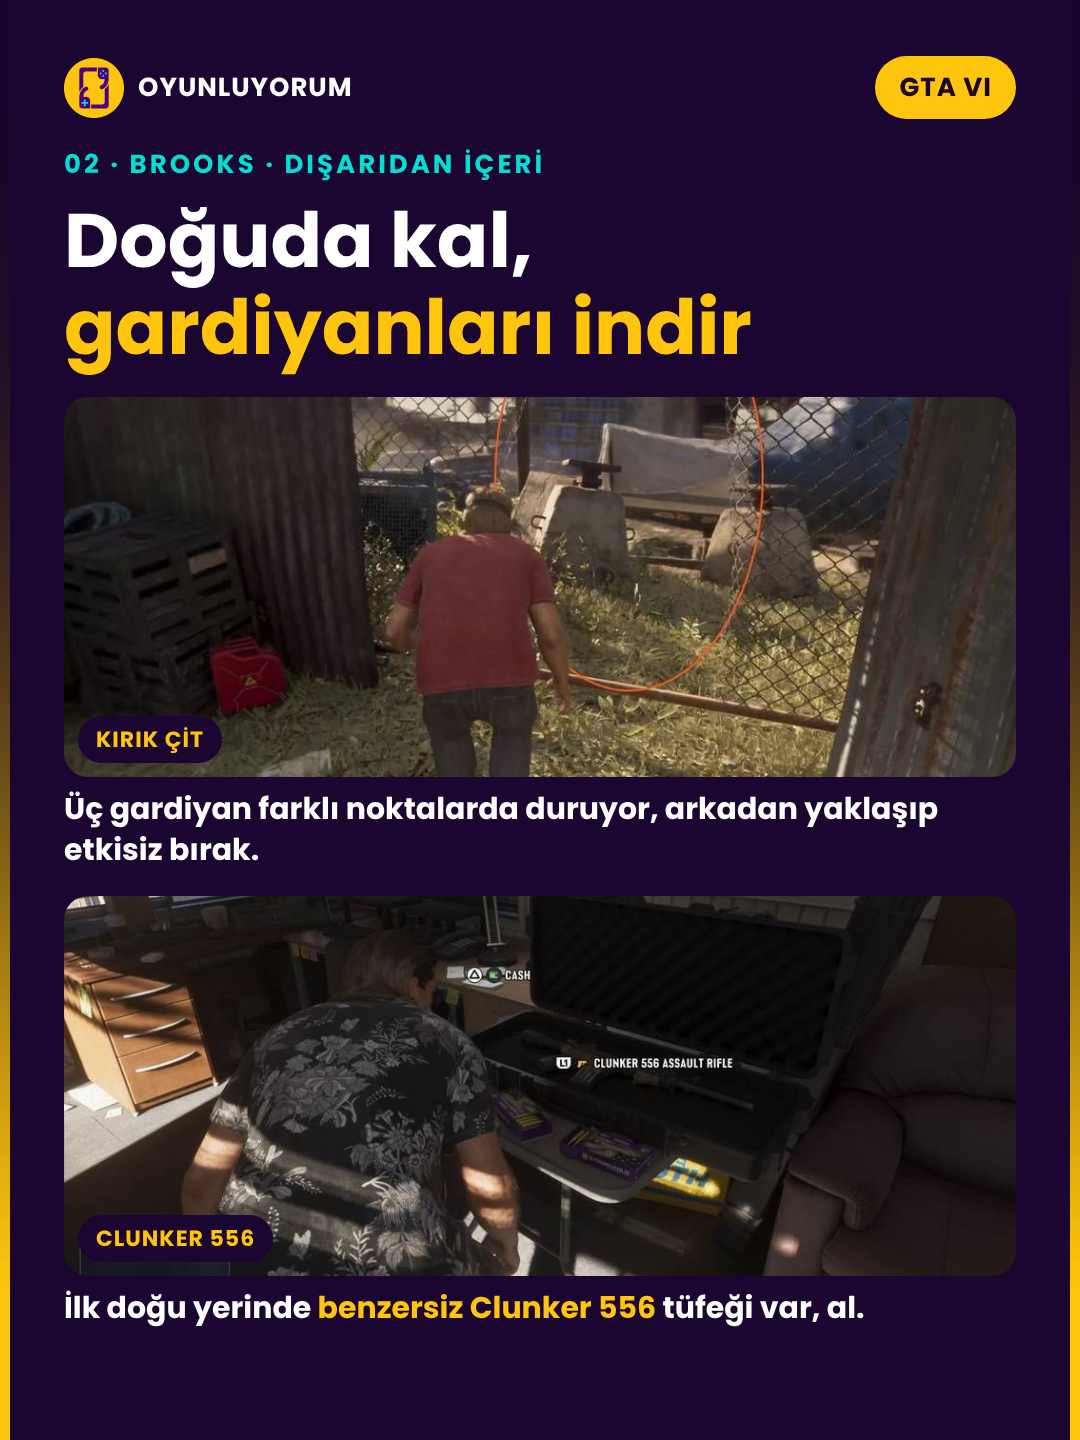 OYUNLUYORUM
GTA VI
02 · BROOKS · DIŞARIDAN İÇERİ
Doğuda kal,
gardiyanları indir
KIRIK ÇİT
Üç gardiyan farklı noktalarda duruyor, arkadan yaklaşıp
etkisiz bırak.
CASH
L1 CLUNKER 556 ASSAULT RIFLE
CLUNKER 556
İlk doğu yerinde benzersiz Clunker 556 tüfeği var, al.